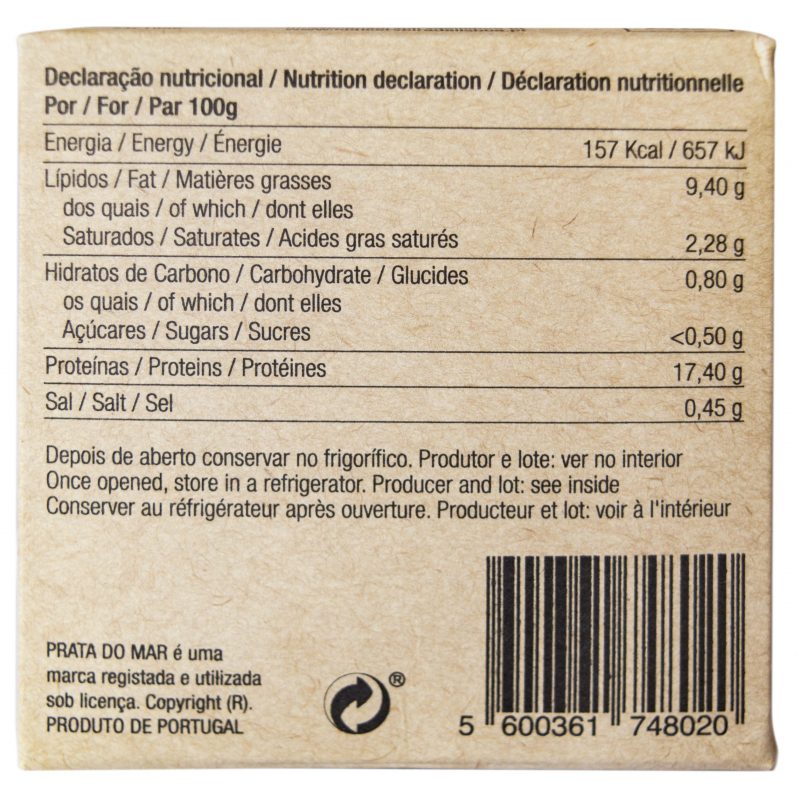 Declaração nutricional / Nutrition declaration / Déclaration nutritionnelle
Por / For / Par 100g
Energia / Energy / Énergie 157 Kcal / 657 kJ
Lípidos / Fat / Matières grasses 9,40 g
dos quais / of which / dont elles
Saturados / Saturates / Acides gras saturés 2,28 g
Hidratos de Carbono / Carbohydrate / Glucides 0,80 g
os quais / of which / dont elles
Açúcares / Sugars / Sucres <0,50 g
Proteínas / Proteins / Protéines 17,40 g
Sal / Salt / Sel 0,45 g
Depois de aberto conservar no frigorífico. Produtor e lote: ver no interior
Once opened, store in a refrigerator. Producer and lot: see inside
Conserver au réfrigérateur après ouverture. Producteur et lot: voir à l'intérieur
PRATA DO MAR é uma
marca registada e utilizada
sob licença. Copyright (R).
PRODUTO DE PORTUGAL
®
5 600361 748020